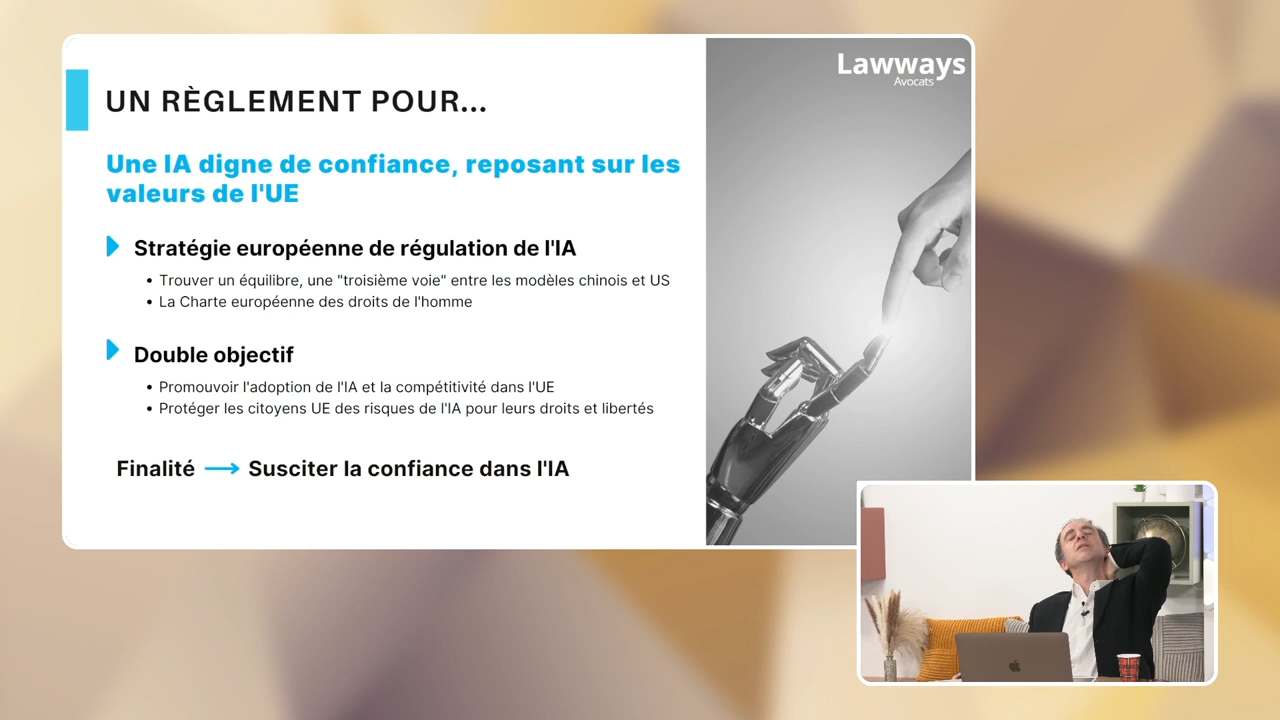 Lawways
Avocats
UN RÈGLEMENT POUR...
Une IA digne de confiance, reposant sur les
valeurs de l'UE
Stratégie européenne de régulation de l'IA
• Trouver un équilibre, une "troisième voie" entre les modèles chinois et US
• La Charte européenne des droits de l'homme
Double objectif
• Promouvoir l'adoption de l'IA et la compétitivité dans l'UE
• Protéger les citoyens UE des risques de l'IA pour leurs droits et libertés
Finalité → Susciter la confiance dans l'IA